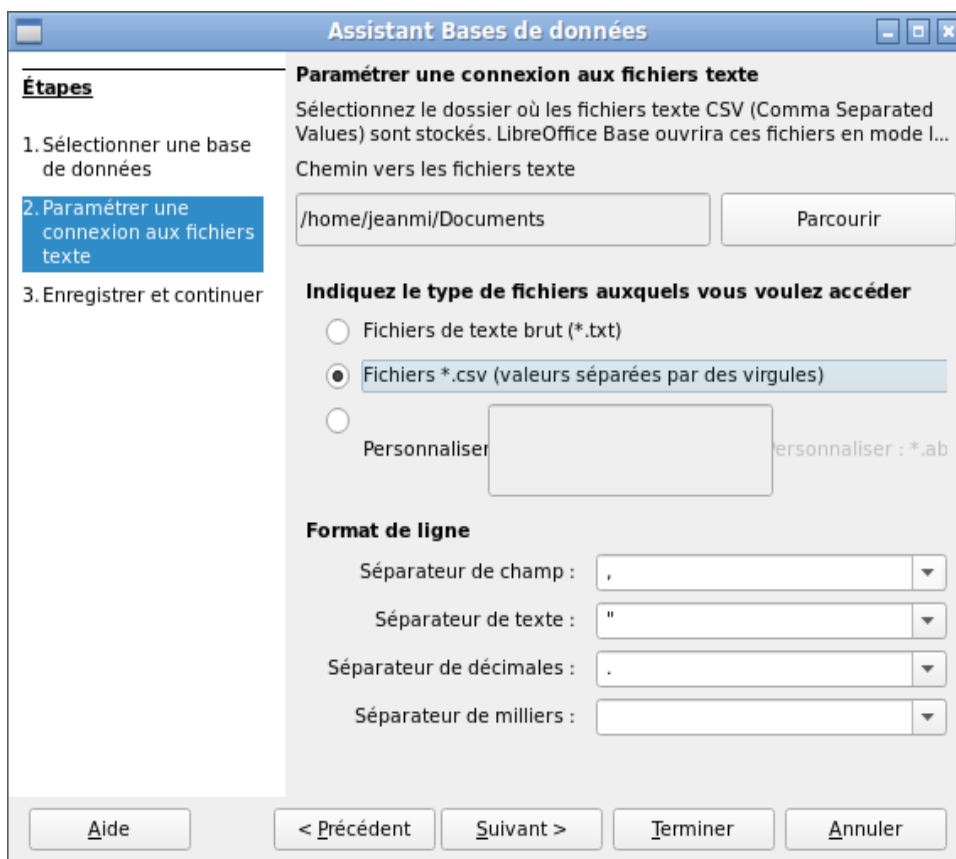 Assistant Bases de données
Étapes
1. Sélectionner une base
de données
2. Paramétrer une
connexion aux fichiers
texte
3. Enregistrer et continuer
Paramétrer une connexion aux fichiers texte
Sélectionnez le dossier où les fichiers texte CSV (Comma Separated
Values) sont stockés. LibreOffice Base ouvrira ces fichiers en mode l...
Chemin vers les fichiers texte
/home/jeanmi/Documents
Parcourir
Indiquez le type de fichiers auxquels vous voulez accéder
Fichiers de texte brut (*.txt)
Fichiers *.csv (valeurs séparées par des virgules)
Personnaliser
Personnaliser : *.ab
Format de ligne
Séparateur de champ : ,
Séparateur de texte : "
Séparateur de décimales : .
Séparateur de milliers :
Aide
< Précédent
Suivant >
Terminer
Annuler